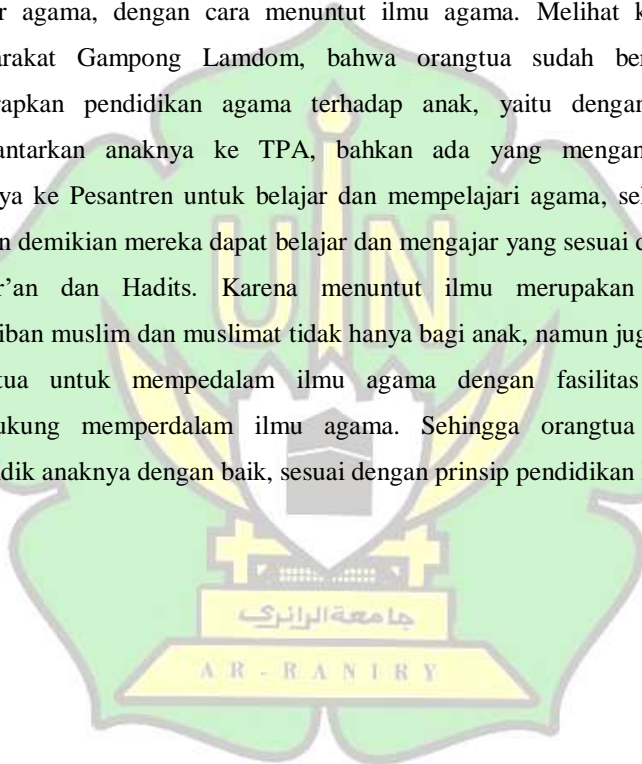 r agama, dengan cara menuntut ilmu agama. Melihat k
arakat Gampong Lamdom, bahwa orangtua sudah ber
rapkan pendidikan agama terhadap anak, yaitu dengan
antarkan anaknya ke TPA, bahkan ada yang mengan
ya ke Pesantren untuk belajar dan mempelajari agama, se
n demikian mereka dapat belajar dan mengajar yang sesuai d
r’an dan Hadits. Karena menuntut ilmu merupakan
iban muslim dan muslimat tidak hanya bagi anak, namun jug
tua untuk mempedalam ilmu agama dengan fasilitas
ukung memperdalam ilmu agama. Sehingga orangtua
dik anaknya dengan baik, sesuai dengan prinsip pendidikan
UIN
جامعة الرانري
AR-RANIRY